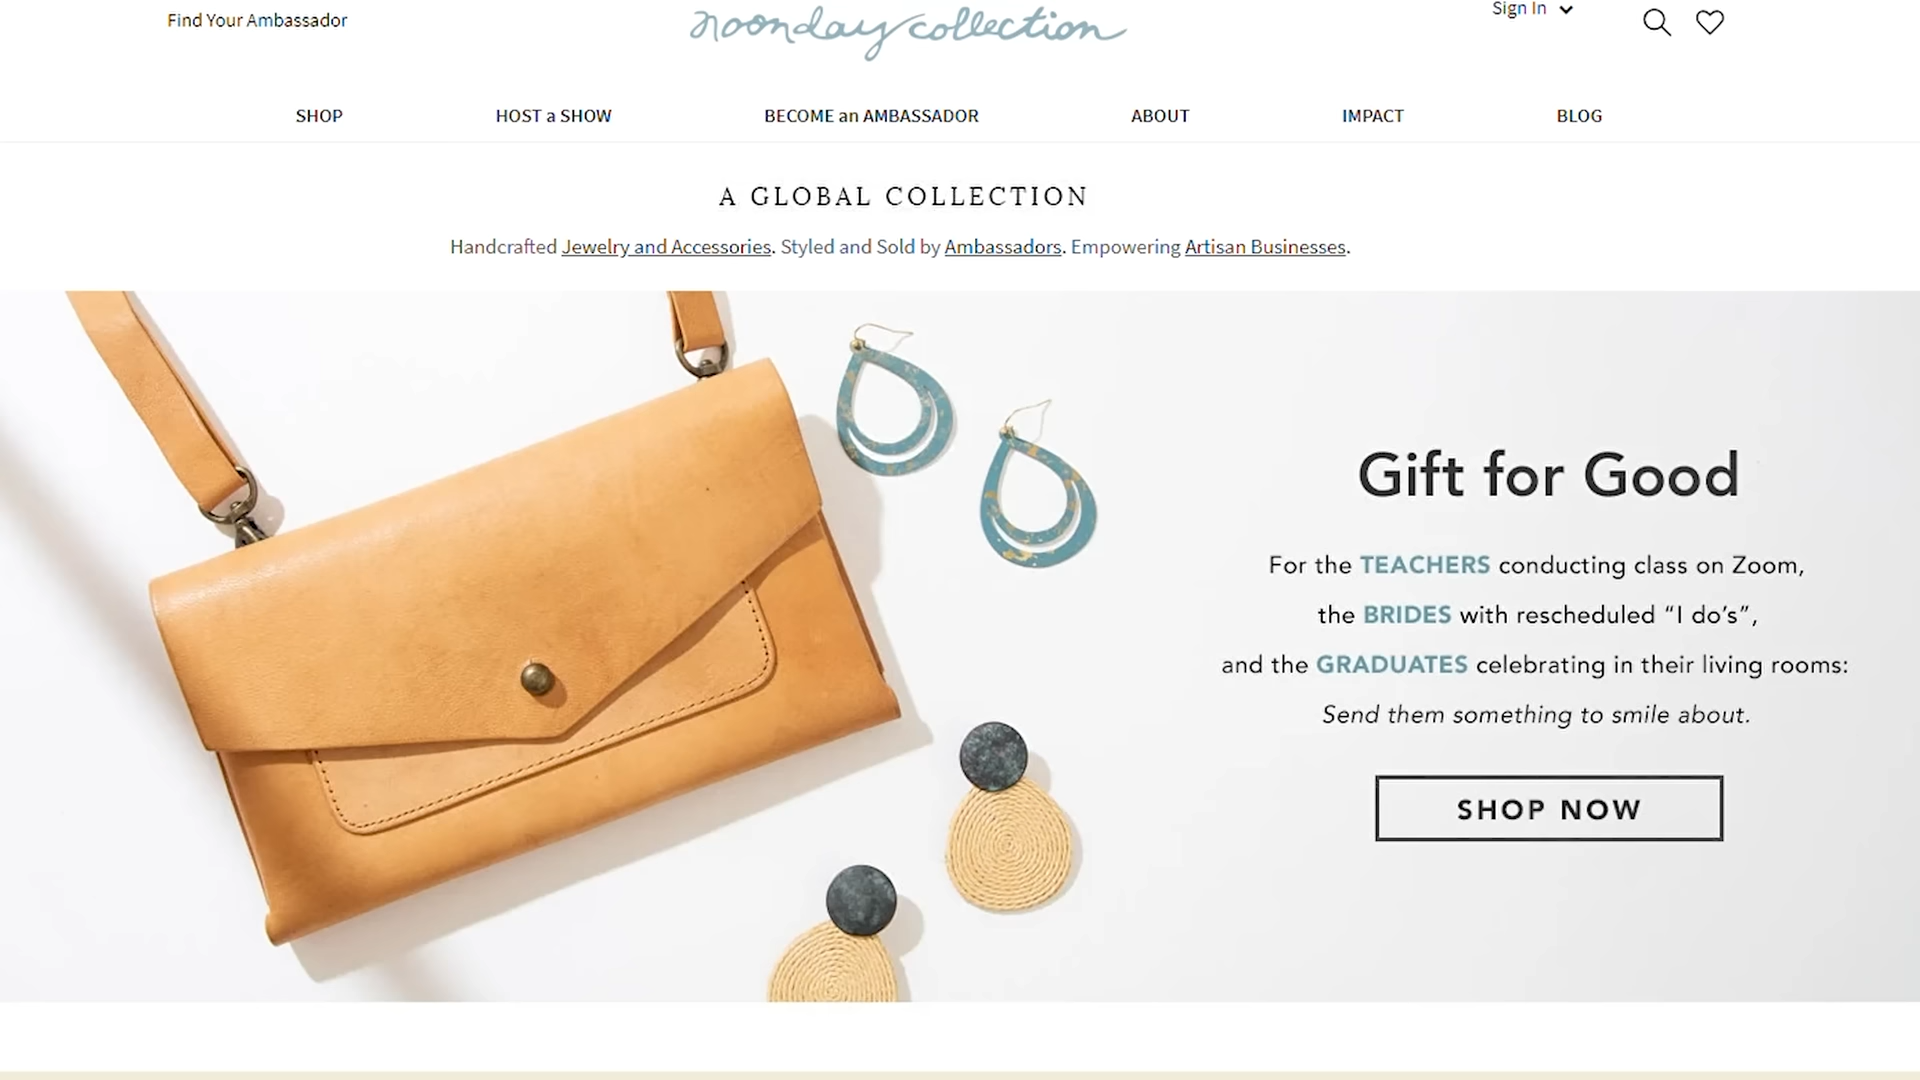 Find Your Ambassador
noonday collection
Sign In
SHOP
HOST a SHOW
BECOME an AMBASSADOR
ABOUT
IMPACT
BLOG
A GLOBAL COLLECTION
Handcrafted Jewelry and Accessories. Styled and Sold by Ambassadors. Empowering Artisan Businesses.
Gift for Good
For the TEACHERS conducting class on Zoom,
the BRIDES with rescheduled “I do’s”,
and the GRADUATES celebrating in their living rooms:
Send them something to smile about.
SHOP NOW